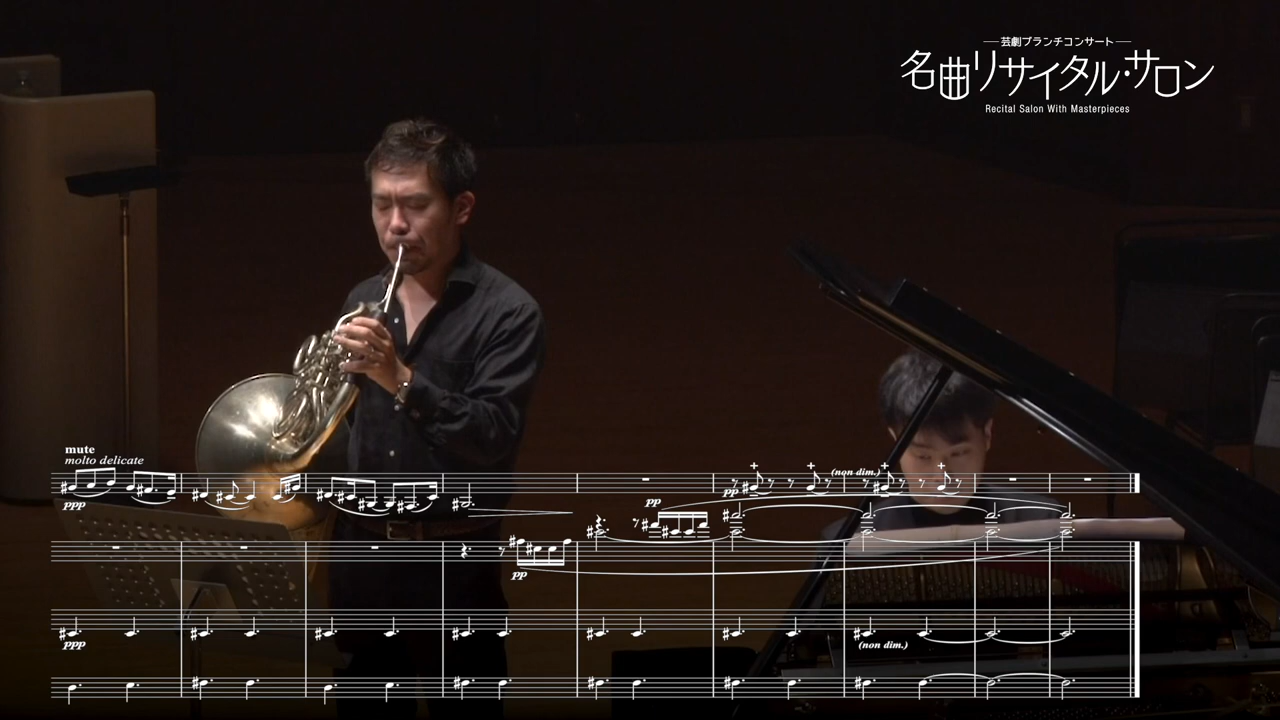 芸劇ブランチコンサート
名曲リサイタル・サロン
Recital Salon With Masterpieces
mute
molto delicate
ppp
pp
pp
pp
(non dim.)
ppp
(non dim.)